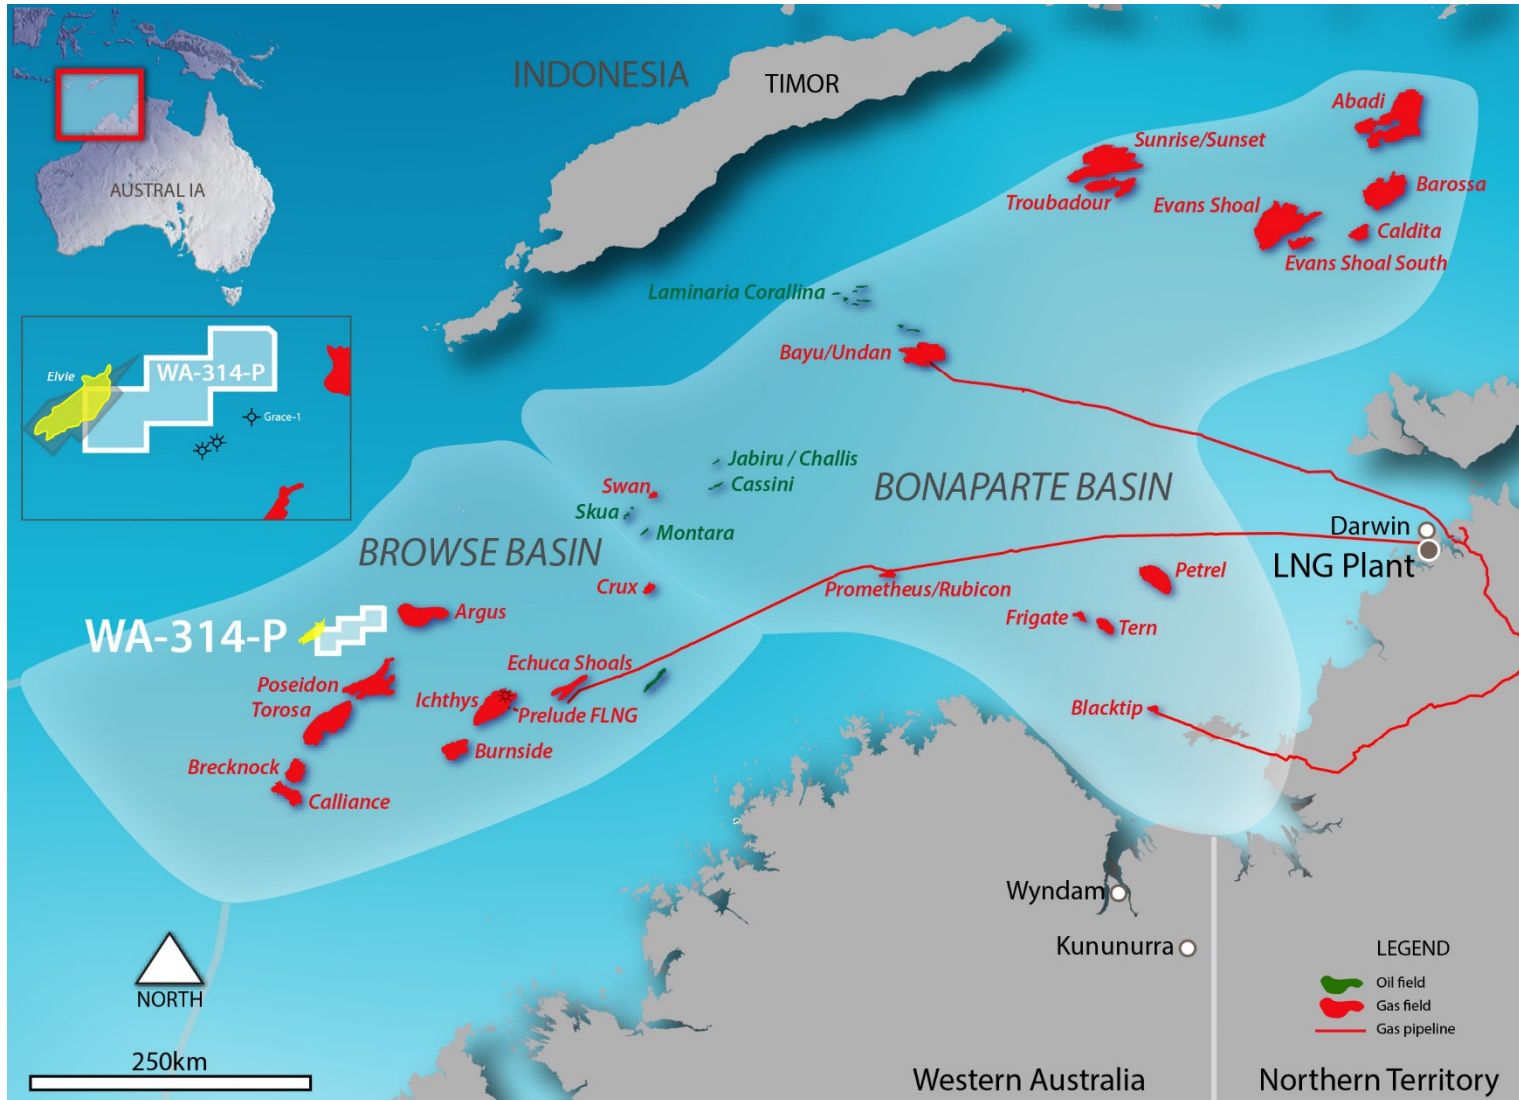 INDONESIA
TIMOR
AUSTRAL IA
Abadi
Sunrise/Sunset
Troubadour
Evans Shoal
Barossa
Caldita
Evans Shoal South
Laminaria Corallina
Bayu/Undan
Elvie
WA-314-P
Grace-1
Jabiru / Challis
Cassini
Swan
Skua
Montara
BONAPARTE BASIN
BROWSE BASIN
Darwin
LNG Plant
Crux
Prometheus/Rubicon
Petrel
Frigate
Tern
Argus
WA-314-P
Echuca Shoals
Poseidon
Ichthys
Prelude FLNG
Torosa
Blacktip
Burnside
Brecknock
Calliance
Wyndam
Kununurra
NORTH
250km
LEGEND
Oil field
Gas field
Gas pipeline
Western Australia
Northern Territory